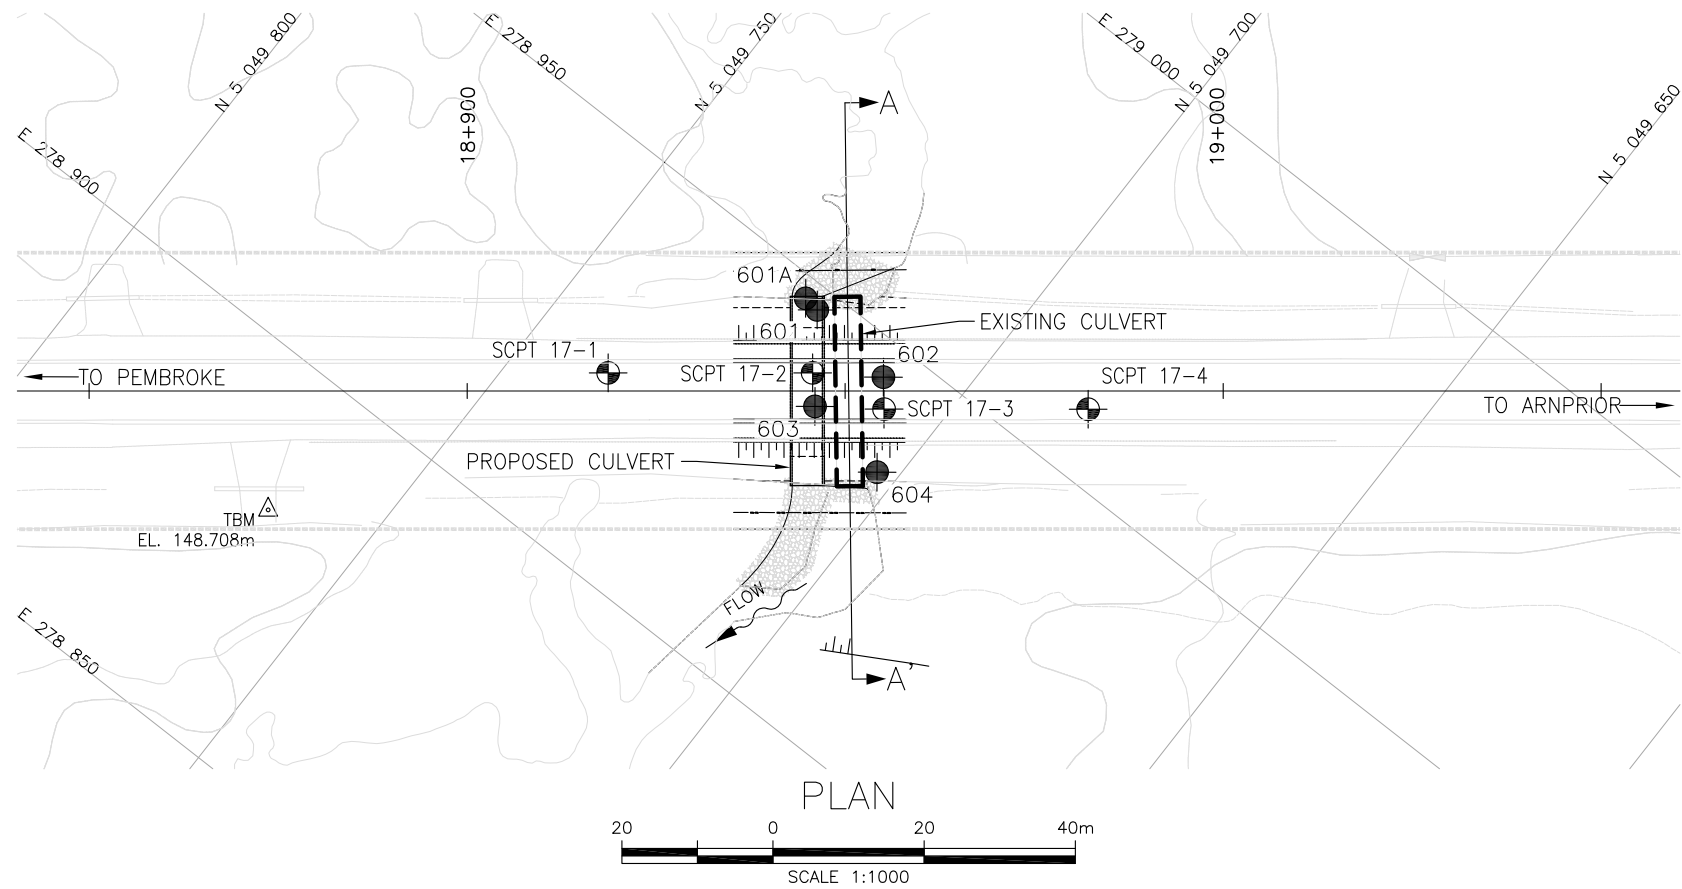 N 5 049 800
E 278 950
N 5 049 750
E 279 000
N 5 049 700
N 5 049 650
18+900
19+000
A
E 278 900
601A
EXISTING CULVERT
601
SCPT 17-1
602
SCPT 17-2
SCPT 17-4
TO PEMBROKE
SCPT 17-3
TO ARNPRIOR
603
PROPOSED CULVERT
604
TBM
EL. 148.708m
FLOW
E 278 850
A'
PLAN
20 0 20 40m
SCALE 1:1000